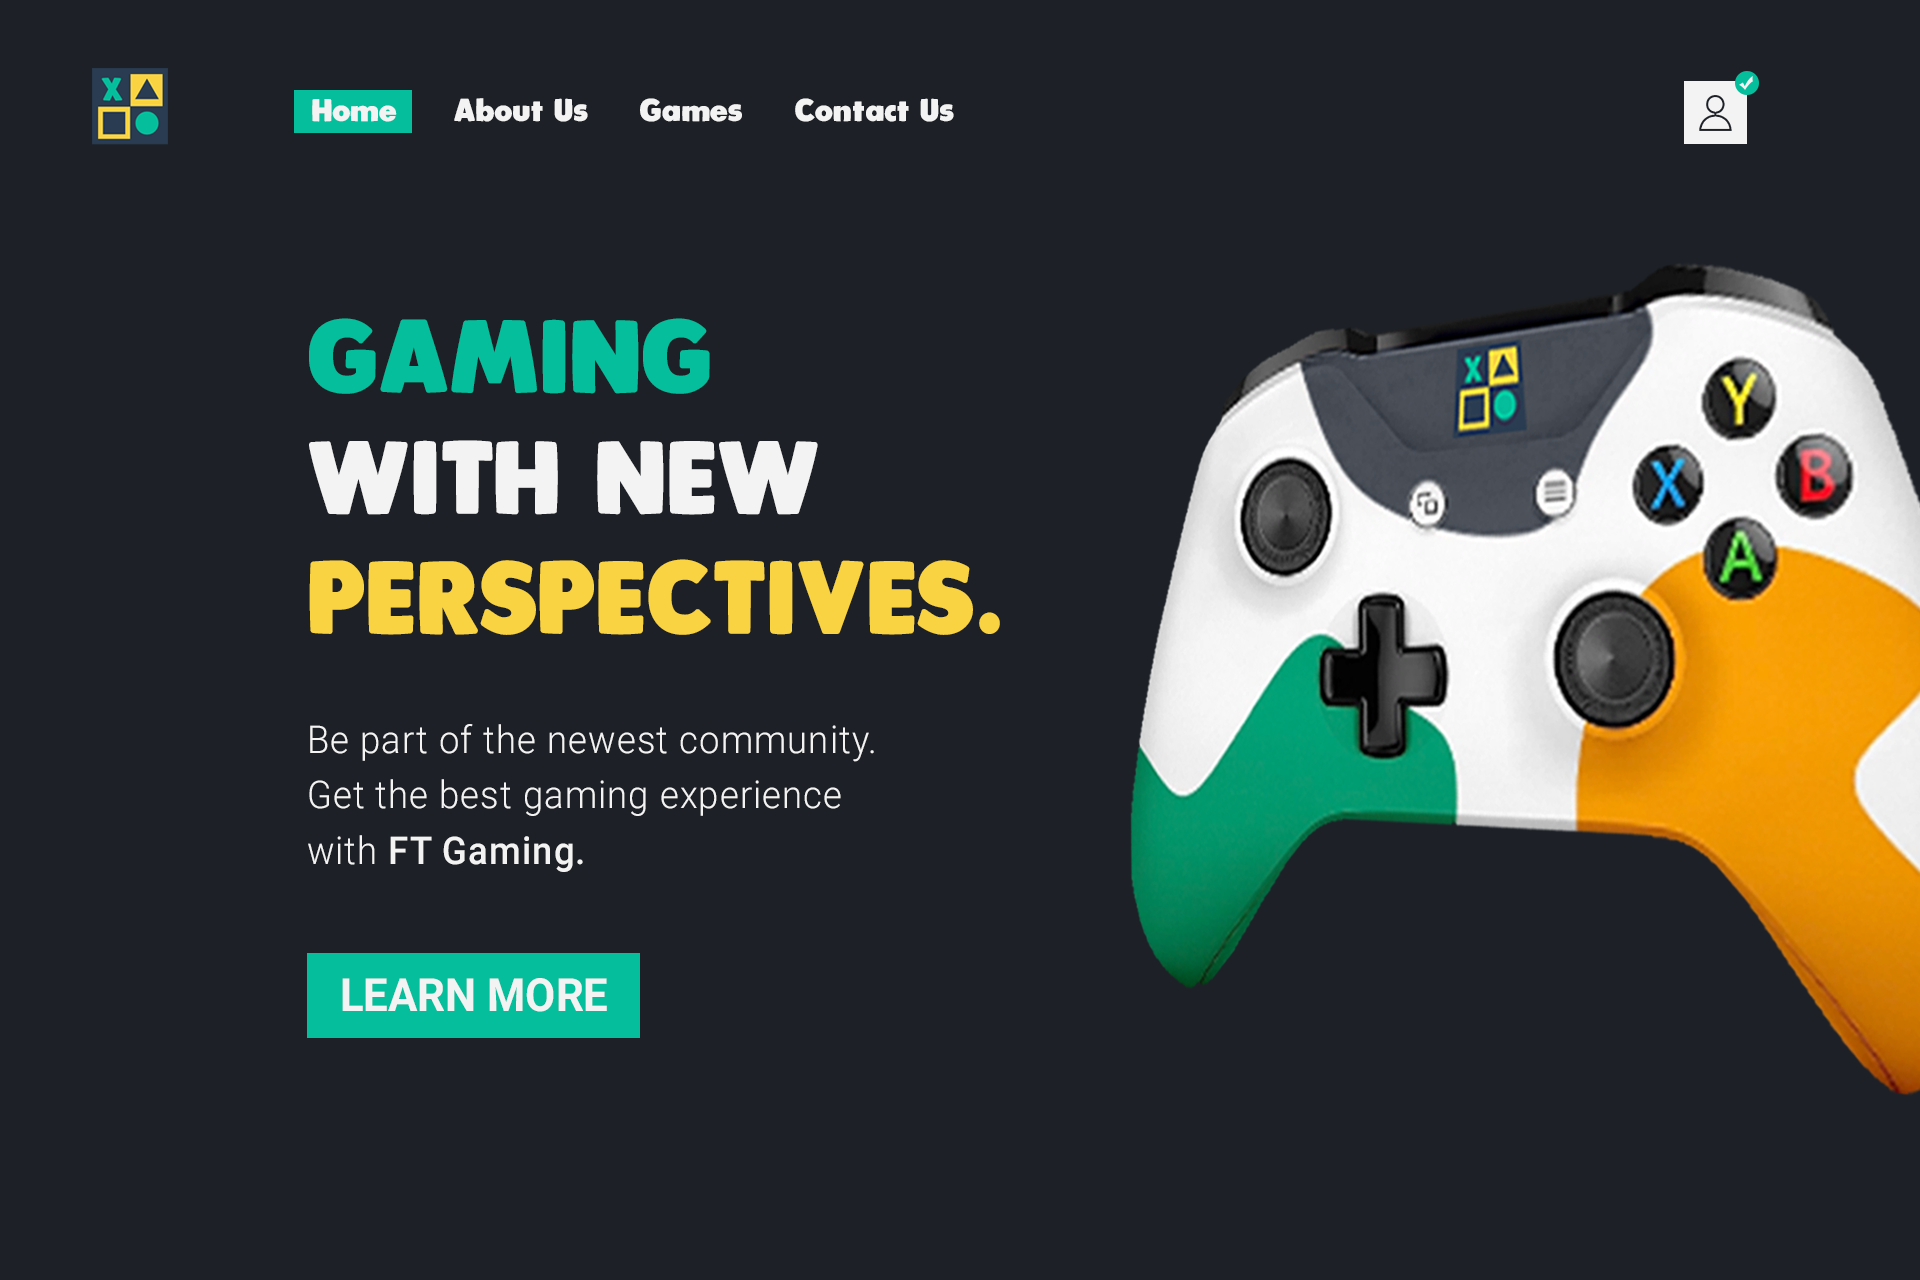 X
Home About Us Games Contact Us
GAMING
WITH NEW
PERSPECTIVES.
Be part of the newest community.
Get the best gaming experience
with FT Gaming.
LEARN MORE
X
Y
X
B
A